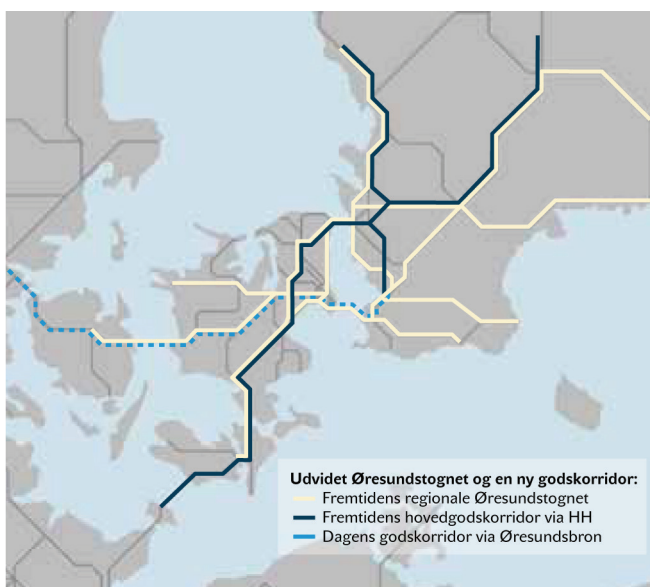 Udvidet Øresundstognet og en ny godskorridor:
Fremtidens regionale Øresundstognet
Fremtidens hovedgodskorridor via HH
Dagens godskorridor via Øresundsbron